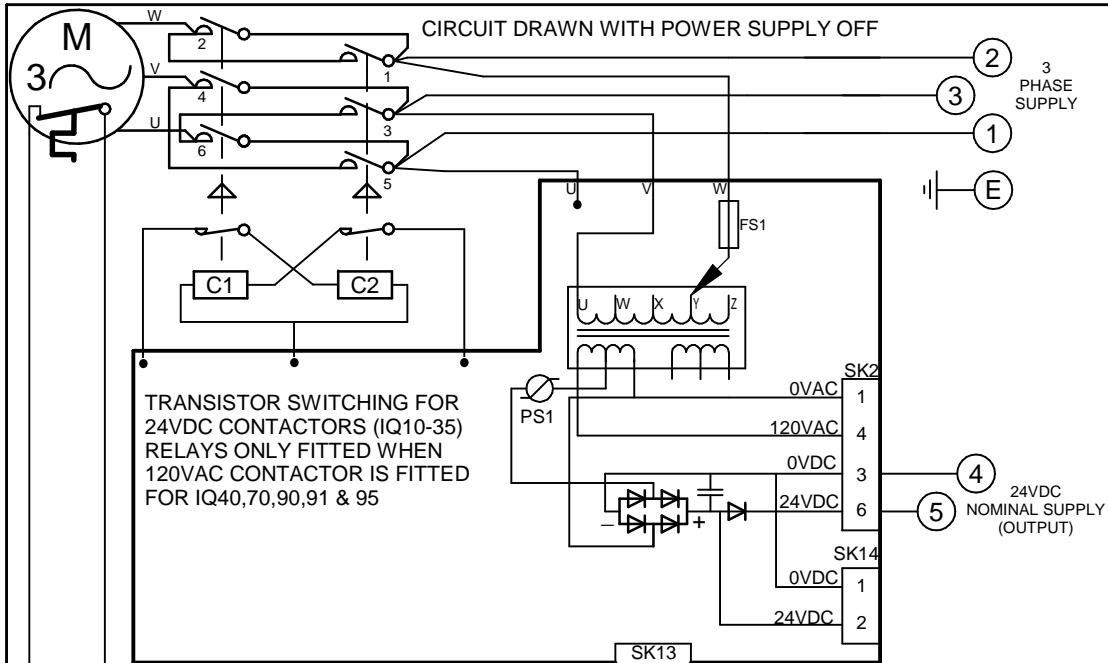 CIRCUIT DRAWN WITH POWER SUPPLY OFF
W
M
3
V
U
2
4
6
1
3
5
2
3
1
E
3
PHASE
SUPPLY
U
V
W
FS1
C1
C2
U
W
X
Y
Z
TRANSISTOR SWITCHING FOR
24VDC CONTACTORS (IQ10-35)
RELAYS ONLY FITTED WHEN
120VAC CONTACTOR IS FITTED
FOR IQ40,70,90,91 & 95
PS1
SK2
0VAC
1
120VAC
4
0VDC
3
24VDC
6
4
5
24VDC
NOMINAL SUPPLY
(OUTPUT)
–
+
SK14
0VDC
1
24VDC
2
SK13